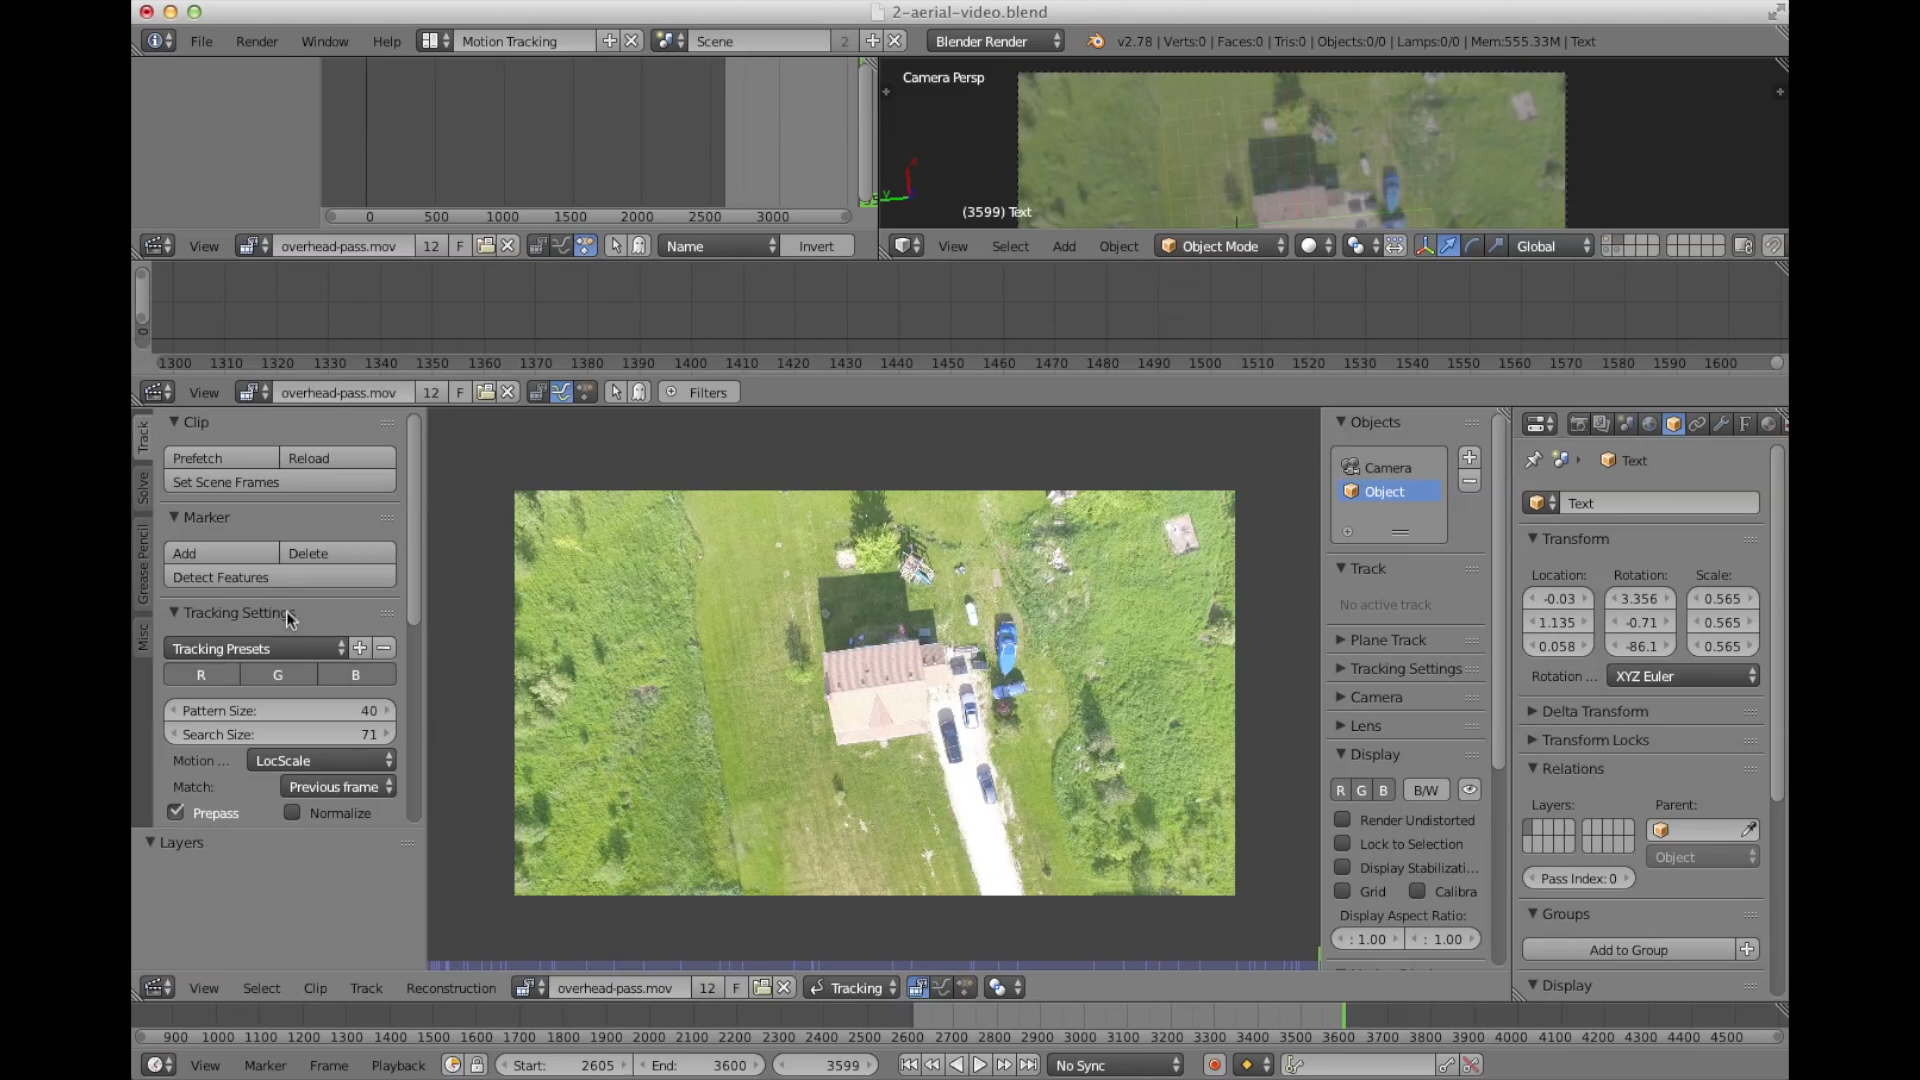 2-aerial-video.blend
File Render Window Help Motion Tracking Scene 2 Blender Render v2.78 | Verts:0 | Faces:0 | Tris:0 | Objects:0/0 | Lamps:0/0 | Mem:555.33M | Text
Camera Persp
(3599) Text
0 500 1000 1500 2000 2500 3000
View overhead-pass.mov 12 F Name Invert
View Select Add Object Object Mode Global
0
1300 1310 1320 1330 1340 1350 1360 1370 1380 1390 1400 1410 1420 1430 1440 1450 1460 1470 1480 1490 1500 1510 1520 1530 1540 1550 1560 1570 1580 1590 1600
View overhead-pass.mov 12 F Filters
Track
Solve
Grease Pencil
Misc
Clip
Prefetch Reload
Set Scene Frames
Marker
Add Delete
Detect Features
Tracking Settings
Tracking Presets
R G B
Pattern Size: 40
Search Size: 71
Motion ... LocScale
Match: Previous frame
Prepass Normalize
Layers
Objects
Camera
Object
Track
No active track
Plane Track
Tracking Settings
Camera
Lens
Display
R G B B/W
Render Undistorted
Lock to Selection
Display Stabilizati...
Grid Calibra
Display Aspect Ratio:
: 1.00 : 1.00
Text
Text
Transform
Location: Rotation: Scale:
-0.03 3.356 0.565
1.135 -0.71 0.565
0.058 -86.1 0.565
Rotation ... XYZ Euler
Delta Transform
Transform Locks
Relations
Layers: Parent:
Object
Pass Index: 0
Groups
Add to Group
Display
View Select Clip Track Reconstruction overhead-pass.mov 12 F Tracking
900 1000 1100 1200 1300 1400 1500 1600 1700 1800 1900 2000 2100 2200 2300 2400 2500 2600 2700 2800 2900 3000 3100 3200 3300 3400 3500 3600 3700 3800 3900 4000 4100 4200 4300 4400 4500
View Marker Frame Playback Start: 2605 End: 3600 3599 No Sync